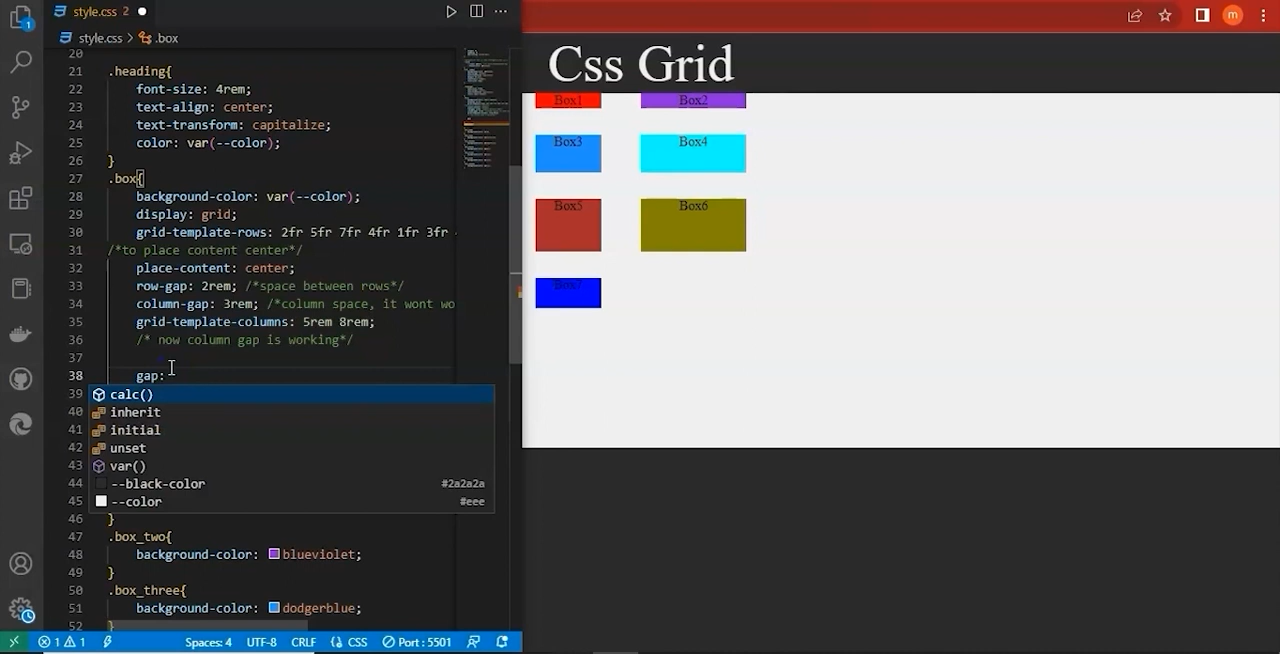 style.css 2
style.css > .box
20
21 .heading{
22 font-size: 4rem;
23 text-align: center;
24 text-transform: capitalize;
25 color: var(--color);
26 }
27 .box{
28 background-color: var(--color);
29 display: grid;
30 grid-template-rows: 2fr 5fr 7fr 4fr 1fr 3fr
31 /*to place content center*/
32 place-content: center;
33 row-gap: 2rem; /*space between rows*/
34 column-gap: 3rem; /*column space, it wont wo
35 grid-template-columns: 5rem 8rem;
36 /* now column gap is working*/
37
38 gap:
39 calc()
40 inherit
41 initial
42 unset
43 var()
44 --black-color #2a2a2a
45 --color #eee
46 }
47 .box_two{
48 background-color: blueviolet;
49 }
50 .box_three{
51 background-color: dodgerblue;
52 }
1 1 Spaces: 4 UTF-8 CRLF CSS Port : 5501
1
m
Css Grid
Box1 Box2
Box3 Box4
Box5 Box6
Box7